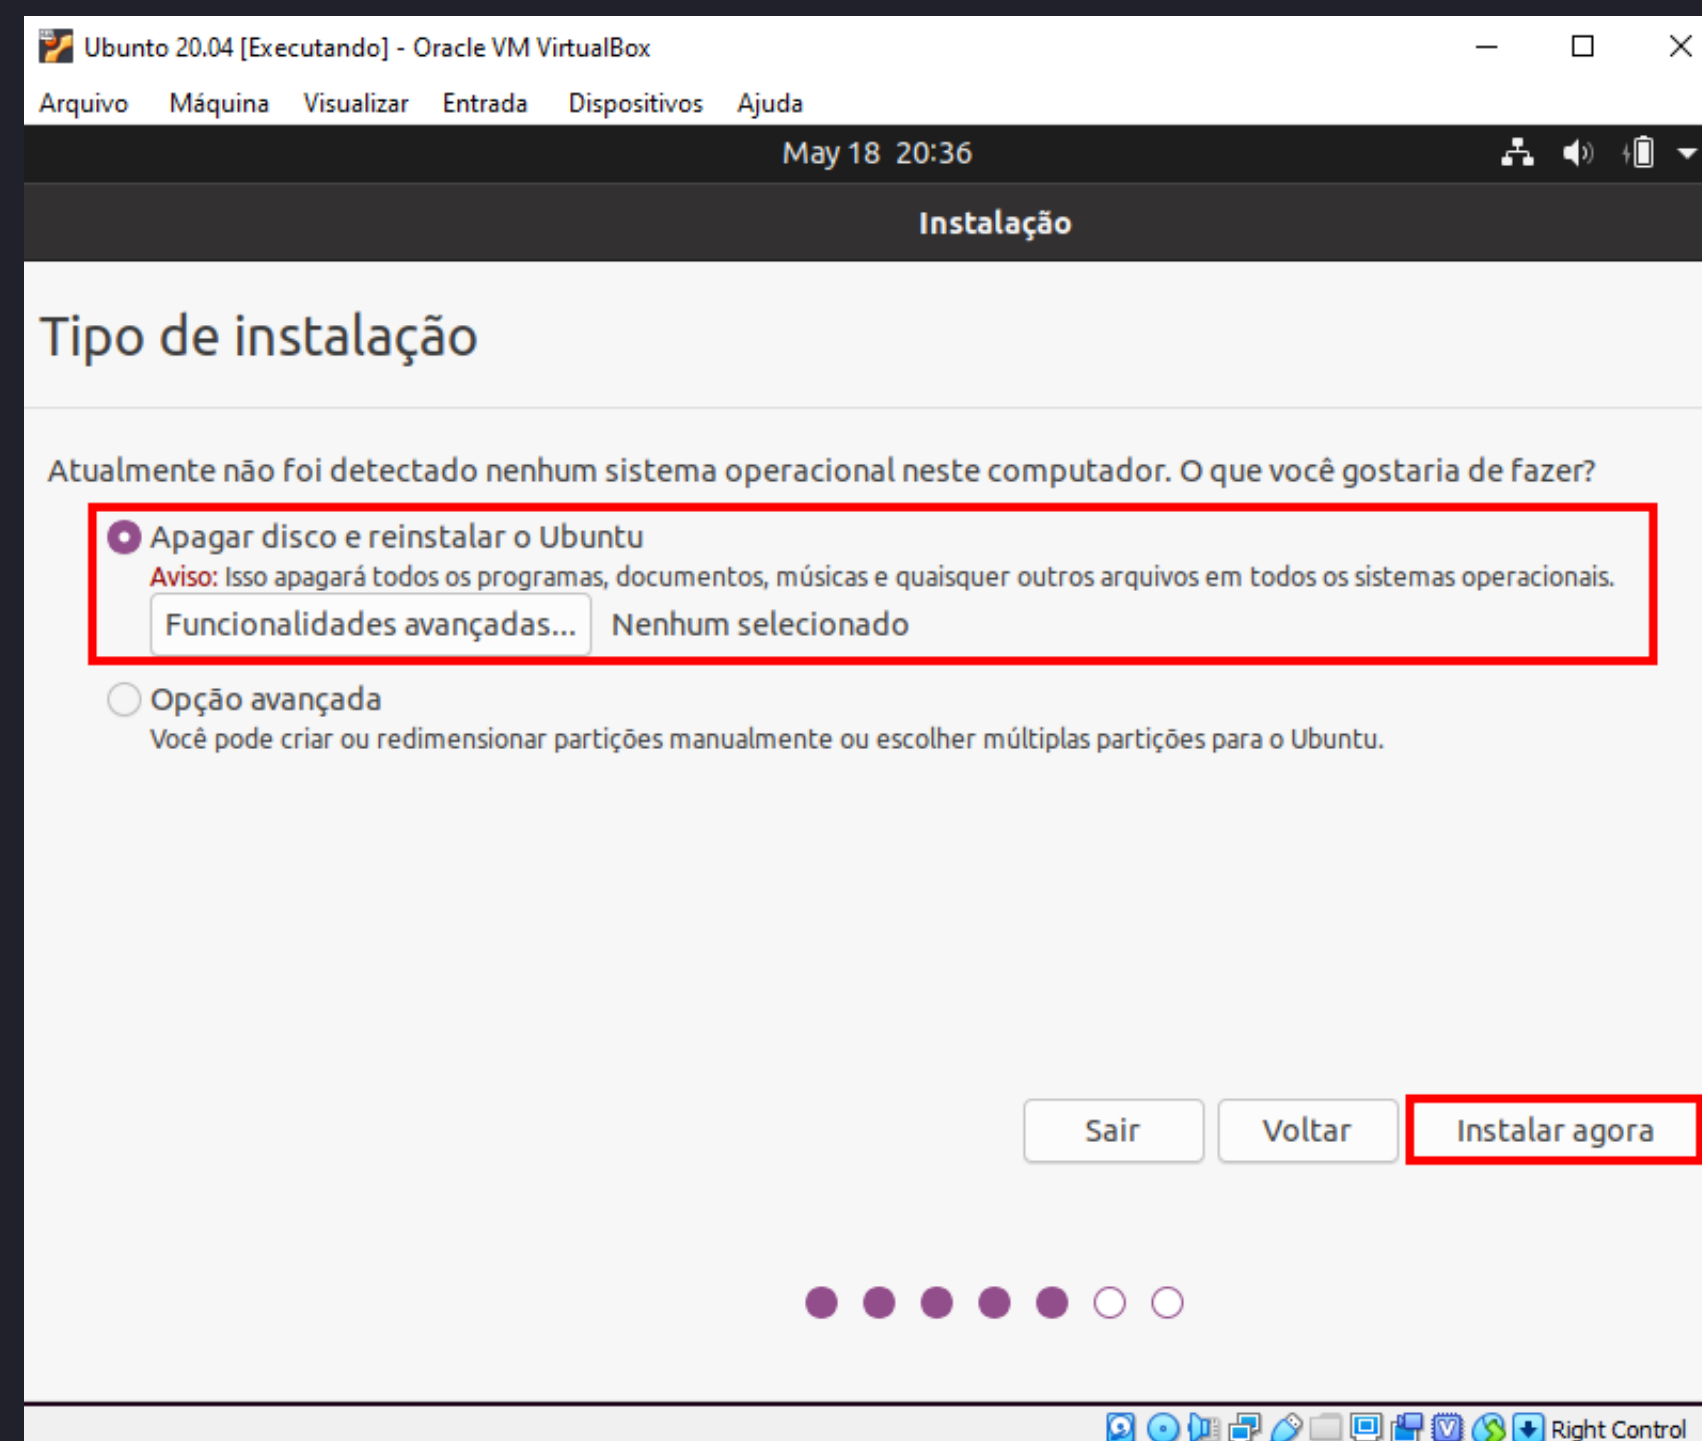 Ubunto 20.04 [Executando] - Oracle VM VirtualBox
Arquivo Máquina Visualizar Entrada Dispositivos Ajuda
May 18 20:36
Instalação
Tipo de instalação
Atualmente não foi detectado nenhum sistema operacional neste computador. O que você gostaria de fazer?
Apagar disco e reinstalar o Ubuntu
Aviso: Isso apagará todos os programas, documentos, músicas e quaisquer outros arquivos em todos os sistemas operacionais.
Funcionalidades avançadas... Nenhum selecionado
Opção avançada
Você pode criar ou redimensionar partições manualmente ou escolher múltiplas partições para o Ubuntu.
Sair Voltar Instalar agora
Right Control